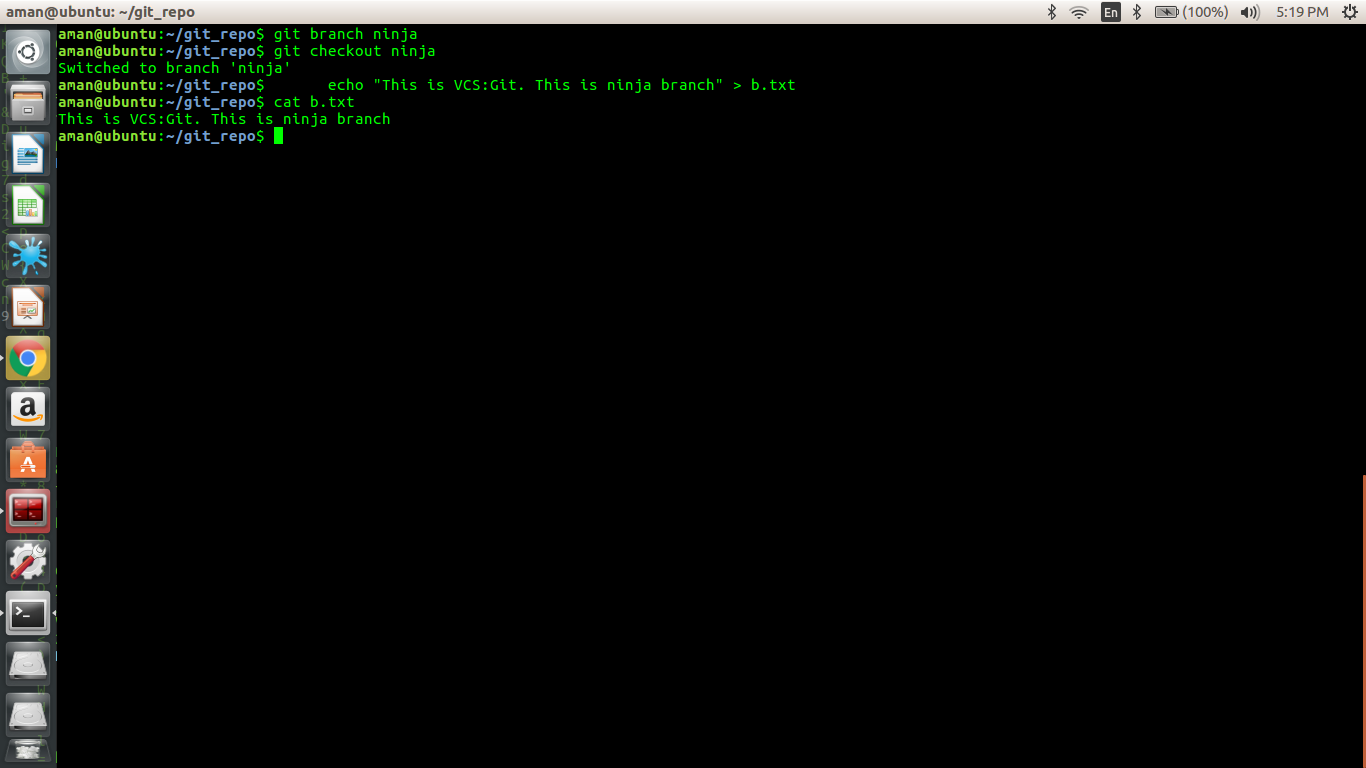 aman@ubuntu: ~/git_repo
En
(100%)
5:19 PM
aman@ubuntu:~/git_repo$ git branch ninja
aman@ubuntu:~/git_repo$ git checkout ninja
Switched to branch 'ninja'
aman@ubuntu:~/git_repo$       echo "This is VCS:Git. This is ninja branch" > b.txt
aman@ubuntu:~/git_repo$ cat b.txt
This is VCS:Git. This is ninja branch
aman@ubuntu:~/git_repo$